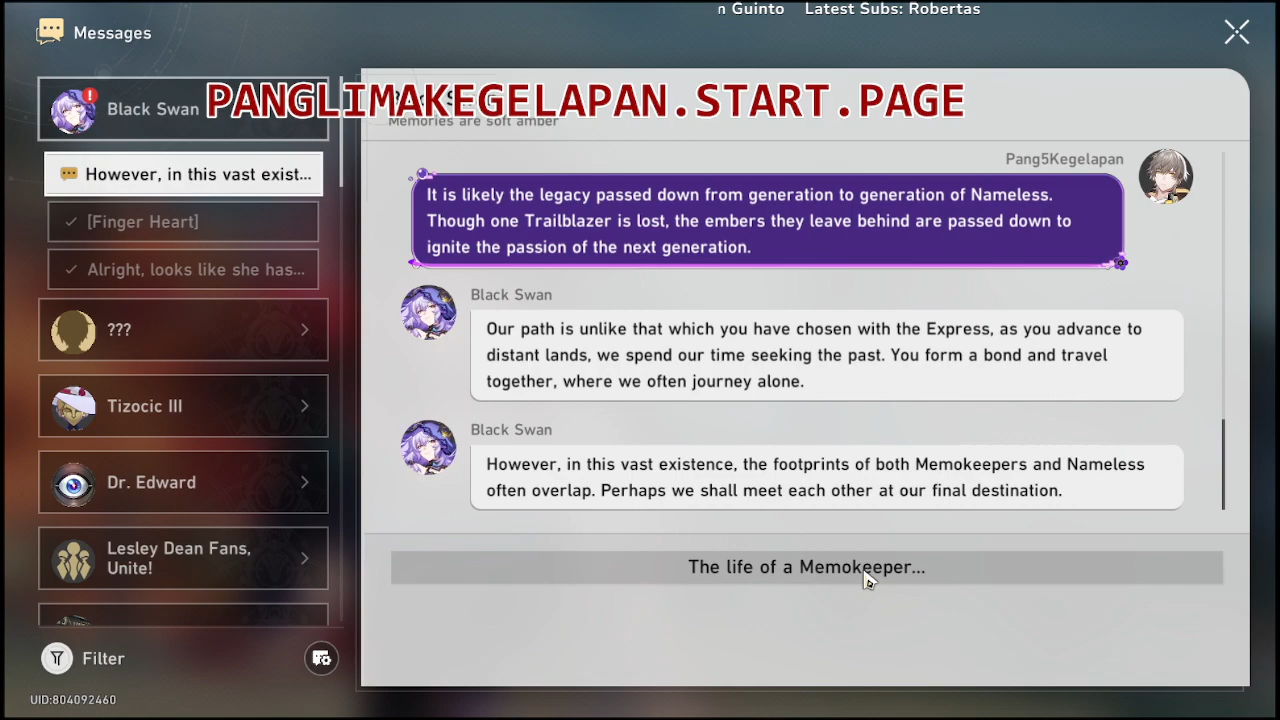 n Guinto Latest Subs: Robertas
Messages
Black Swan
PANGLIMAKEGELAPAN.START.PAGE
Memories are soft amber
However, in this vast exist...
[Finger Heart]
Alright, looks like she has...
???
Tizocic III
Dr. Edward
Lesley Dean Fans,
Unite!
Filter
UID:804092460
Pang5Kegelapan
It is likely the legacy passed down from generation to generation of Nameless.
Though one Trailblazer is lost, the embers they leave behind are passed down to
ignite the passion of the next generation.
Black Swan
Our path is unlike that which you have chosen with the Express, as you advance to
distant lands, we spend our time seeking the past. You form a bond and travel
together, where we often journey alone.
Black Swan
However, in this vast existence, the footprints of both Memokeepers and Nameless
often overlap. Perhaps we shall meet each other at our final destination.
The life of a Memokeeper...